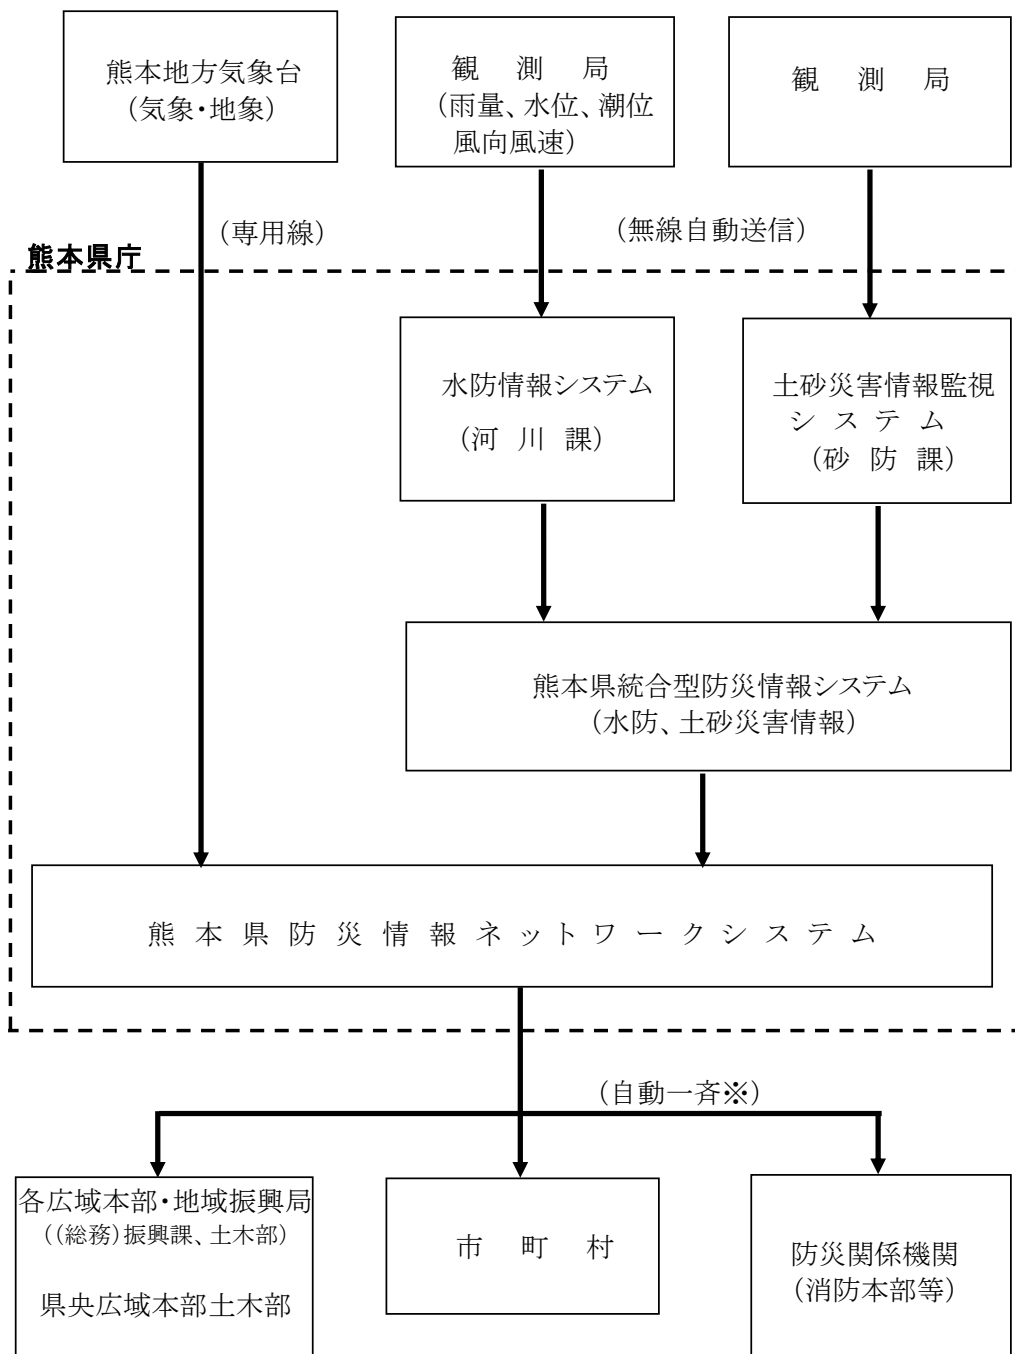 熊本地方気象台
（気象・地象）
観　測　局
（雨量、水位、潮位
風向風速）
観　測　局
（専用線）
（無線自動送信）
熊本県庁
水防情報システム
（河　川　課）
土砂災害情報監視
シ　ス　テ　ム
（砂　防　課）
熊本県統合型防災情報システム
（水防、土砂災害情報）
熊　本　県　防　災　情　報　ネ　ッ　ト　ワ　ー　ク　シ　ス　テ　ム
（自動一斉※）
各広域本部・地域振興局
（（総務）振興課、土木部）
県央広域本部土木部
市　町　村
防災関係機関
（消防本部等）